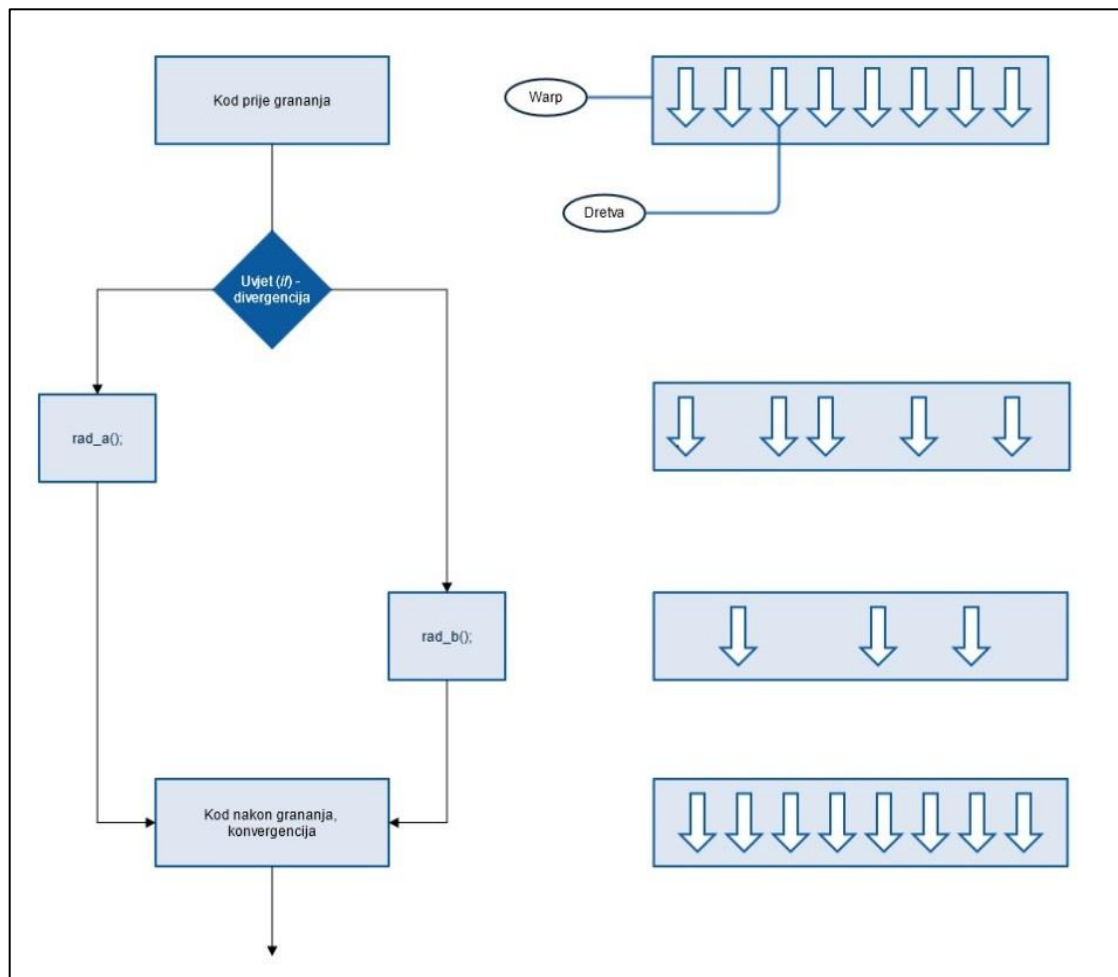 Kod prije grananja
Warp
Dretva
Uvjet (if) -
divergencija
rad_a();
rad_b();
Kod nakon grananja,
konvergencija